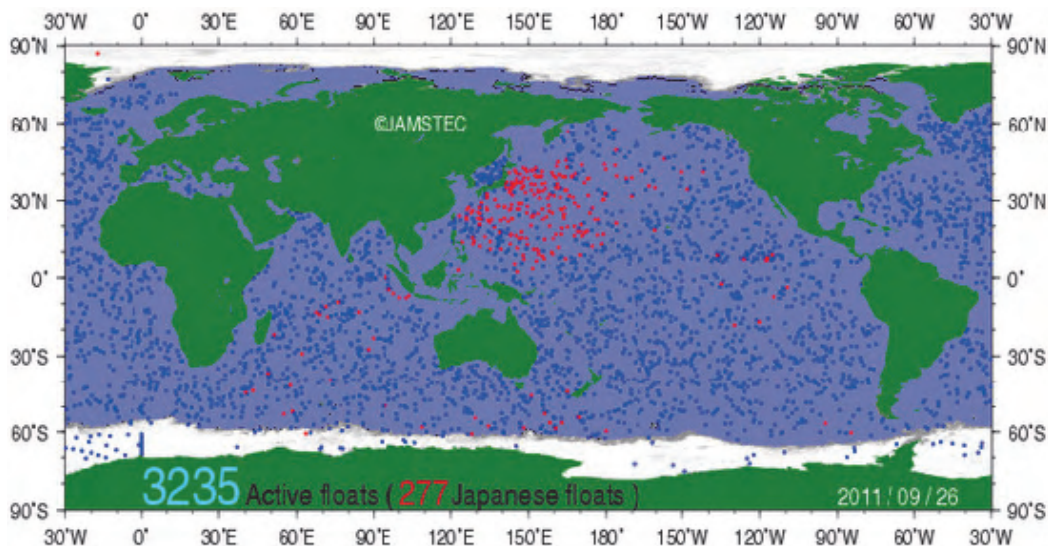 30°W 0° 30°E 60°E 90°E 120°E 150°E 180° 150°W 120°W 90°W 60°W 30°W
90°N 90°N
60°N 60°N
©JAMSTEC
30°N 30°N
0° 0°
30°S 30°S
60°S 60°S
3235 Active floats ( 277 Japanese floats ) 2011 / 09 / 26
90°S 90°S
30°W 0° 30°E 60°E 90°E 120°E 150°E 180° 150°W 120°W 90°W 60°W 30°W